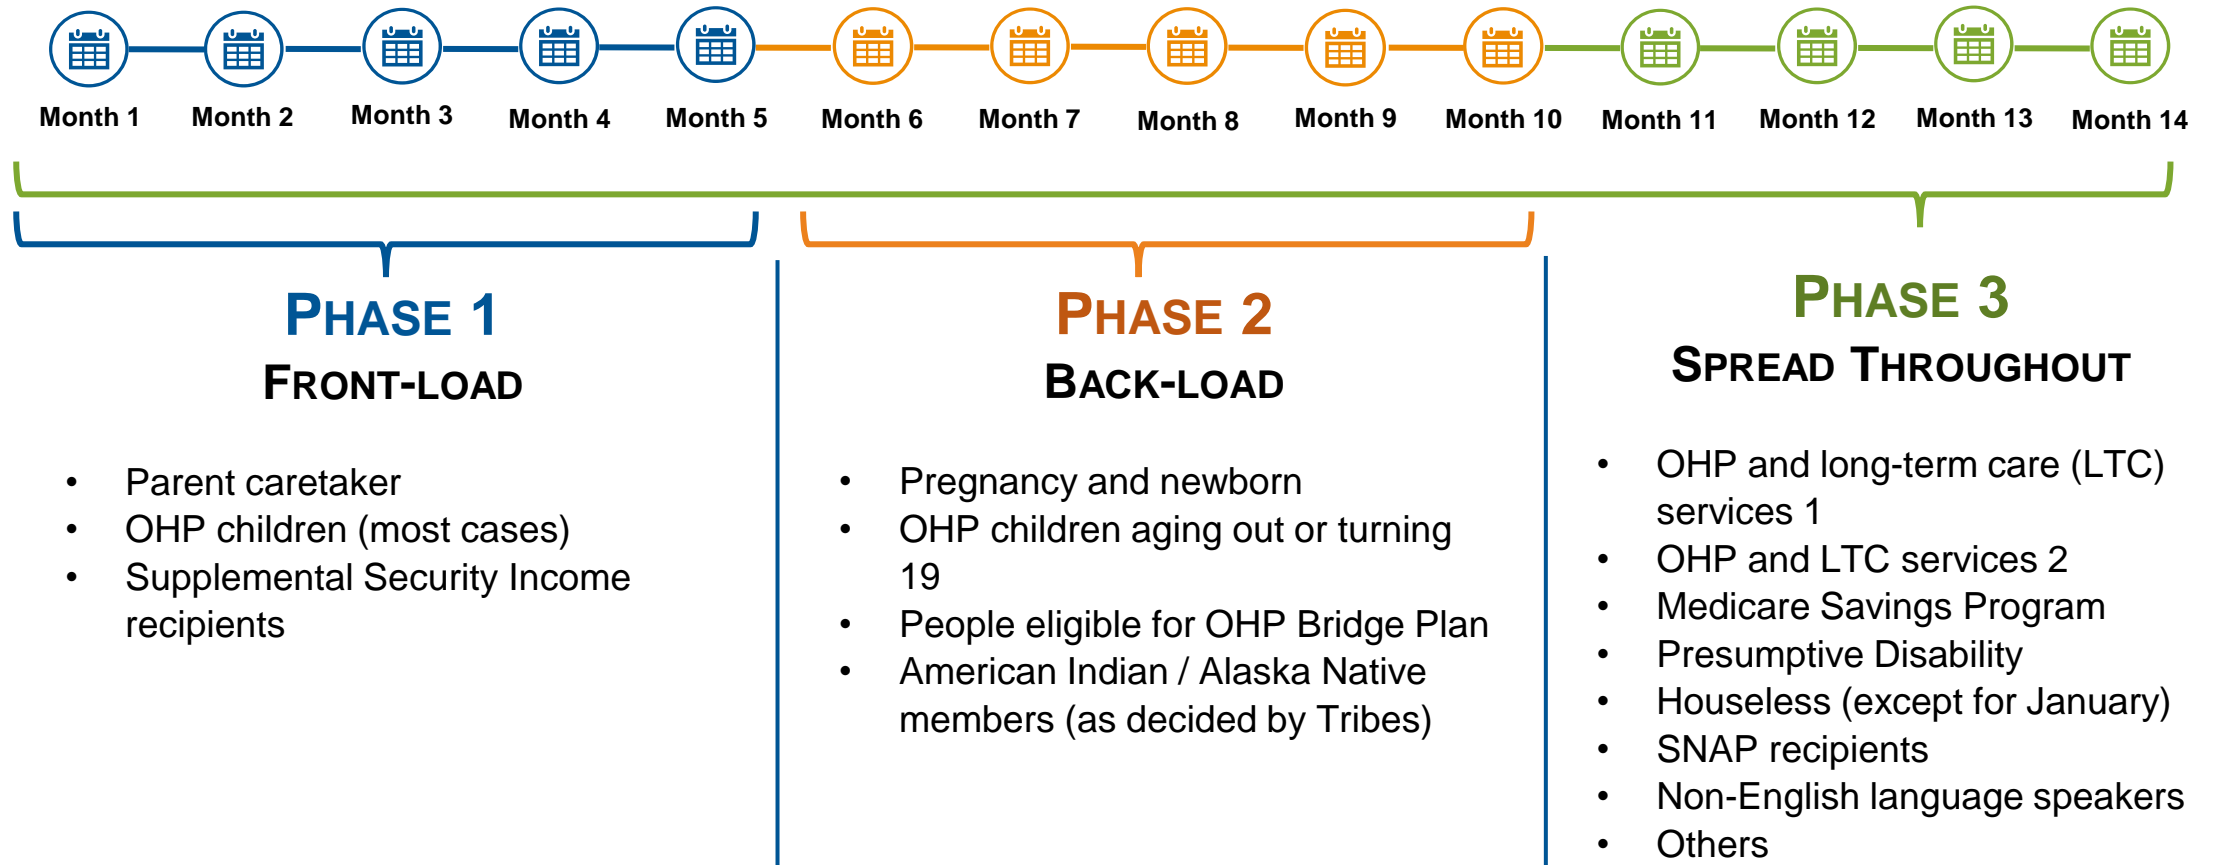 Month 1 Month 2 Month 3 Month 4 Month 5 Month 6 Month 7 Month 8 Month 9 Month 10 Month 11 Month 12 Month 13 Month 14
PHASE 1
FRONT-LOAD
• Parent caretaker
• OHP children (most cases)
• Supplemental Security Income
recipients
PHASE 2
BACK-LOAD
• Pregnancy and newborn
• OHP children aging out or turning
19
• People eligible for OHP Bridge Plan
• American Indian / Alaska Native
members (as decided by Tribes)
PHASE 3
SPREAD THROUGHOUT
• OHP and long-term care (LTC)
services 1
• OHP and LTC services 2
• Medicare Savings Program
• Presumptive Disability
• Houseless (except for January)
• SNAP recipients
• Non-English language speakers
• Others